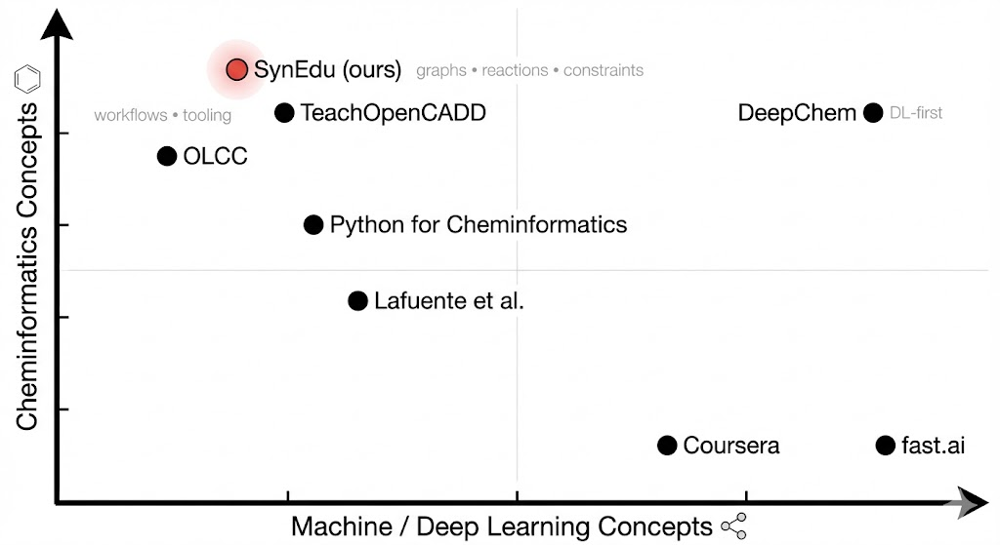 SynEdu (ours) graphs • reactions • constraints
workflows • tooling
TeachOpenCADD
DeepChem DL-first
OLCC
Python for Cheminformatics
Lafuente et al.
Coursera
fast.ai
Cheminformatics Concepts
Machine / Deep Learning Concepts